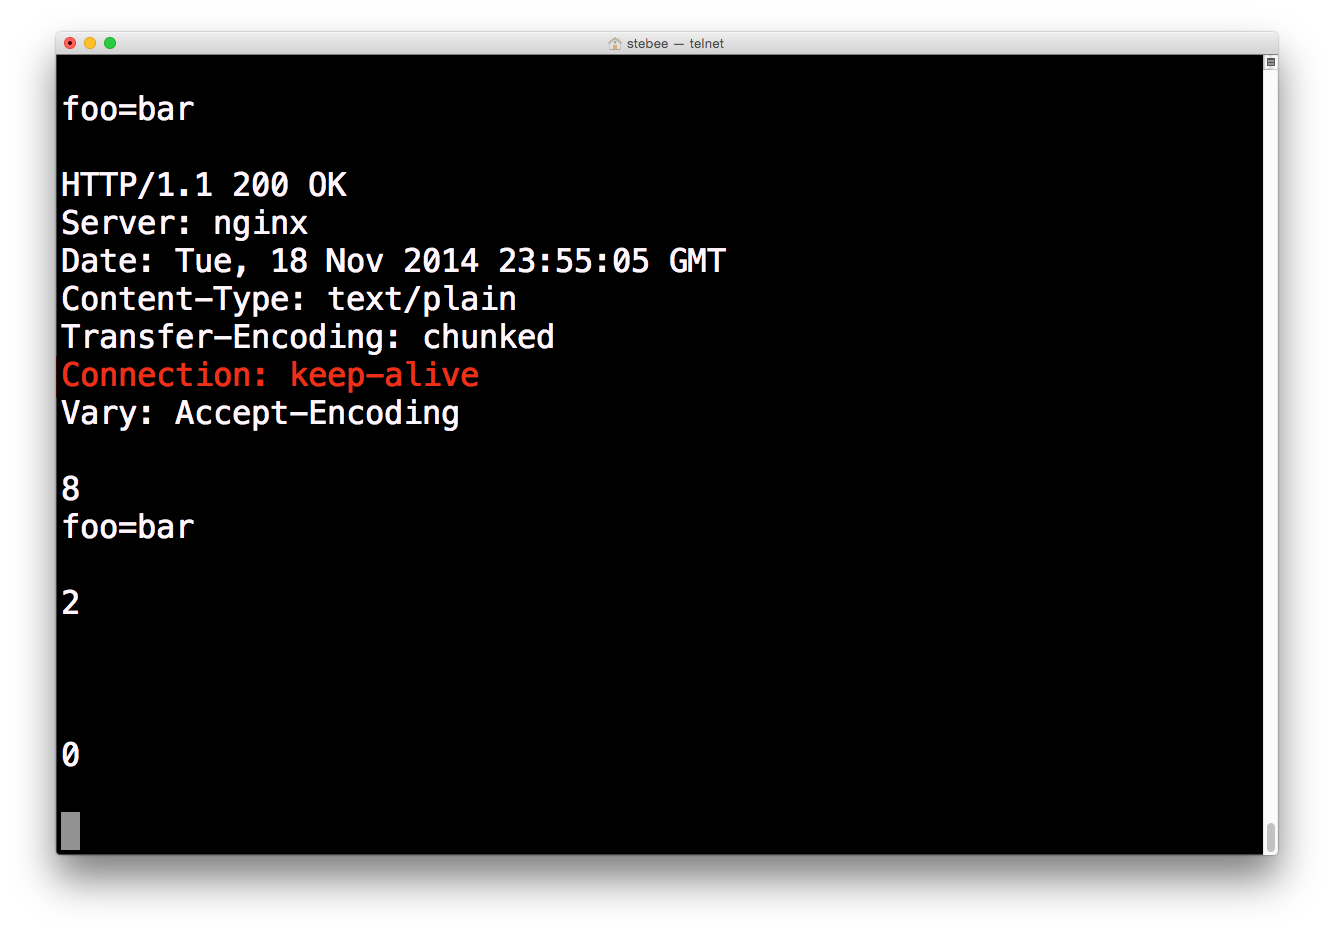 stebee — telnet
foo=bar
HTTP/1.1 200 OK
Server: nginx
Date: Tue, 18 Nov 2014 23:55:05 GMT
Content-Type: text/plain
Transfer-Encoding: chunked
Connection: keep-alive
Vary: Accept-Encoding
8
foo=bar
2
0